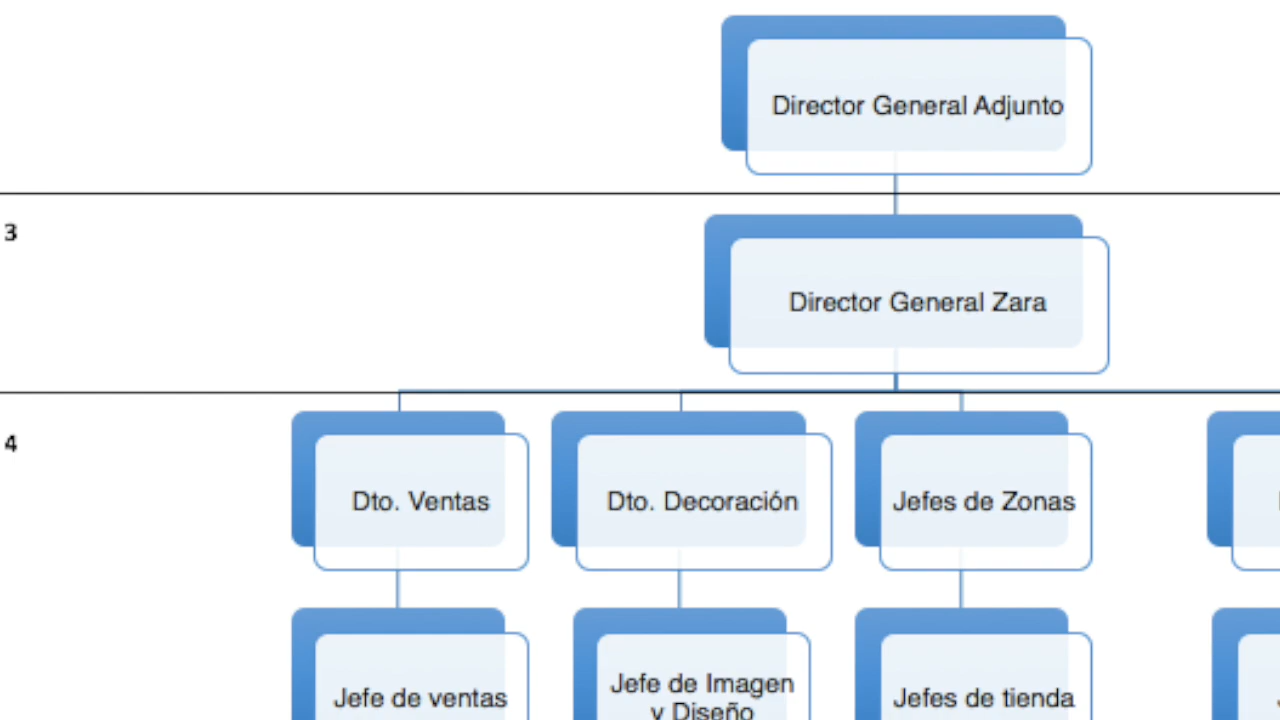 Director General Adjunto
3
Director General Zara
4
Dto. Ventas
Dto. Decoración
Jefes de Zonas
Jefe de ventas
Jefe de Imagen
y Diseño
Jefes de tienda